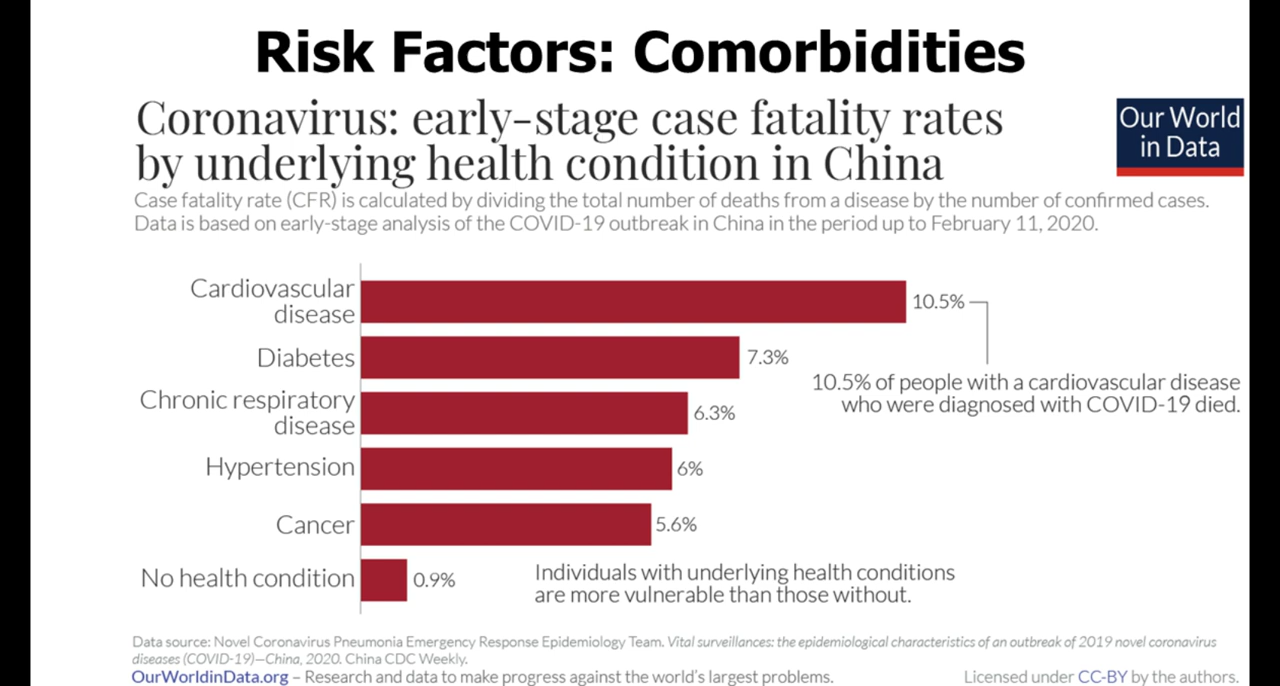 Risk Factors: Comorbidities
Coronavirus: early-stage case fatality rates
by underlying health condition in China
Our World
in Data
Case fatality rate (CFR) is calculated by dividing the total number of deaths from a disease by the number of confirmed cases.
Data is based on early-stage analysis of the COVID-19 outbreak in China in the period up to February 11, 2020.
Cardiovascular
disease
10.5%
Diabetes
7.3%
10.5% of people with a cardiovascular disease
who were diagnosed with COVID-19 died.
Chronic respiratory
disease
6.3%
Hypertension
6%
Cancer
5.6%
No health condition
0.9%
Individuals with underlying health conditions
are more vulnerable than those without.
Data source: Novel Coronavirus Pneumonia Emergency Response Epidemiology Team. Vital surveillances: the epidemiological characteristics of an outbreak of 2019 novel coronavirus
diseases (COVID-19)—China, 2020. China CDC Weekly.
OurWorldinData.org – Research and data to make progress against the world's largest problems.
Licensed under CC-BY by the authors.